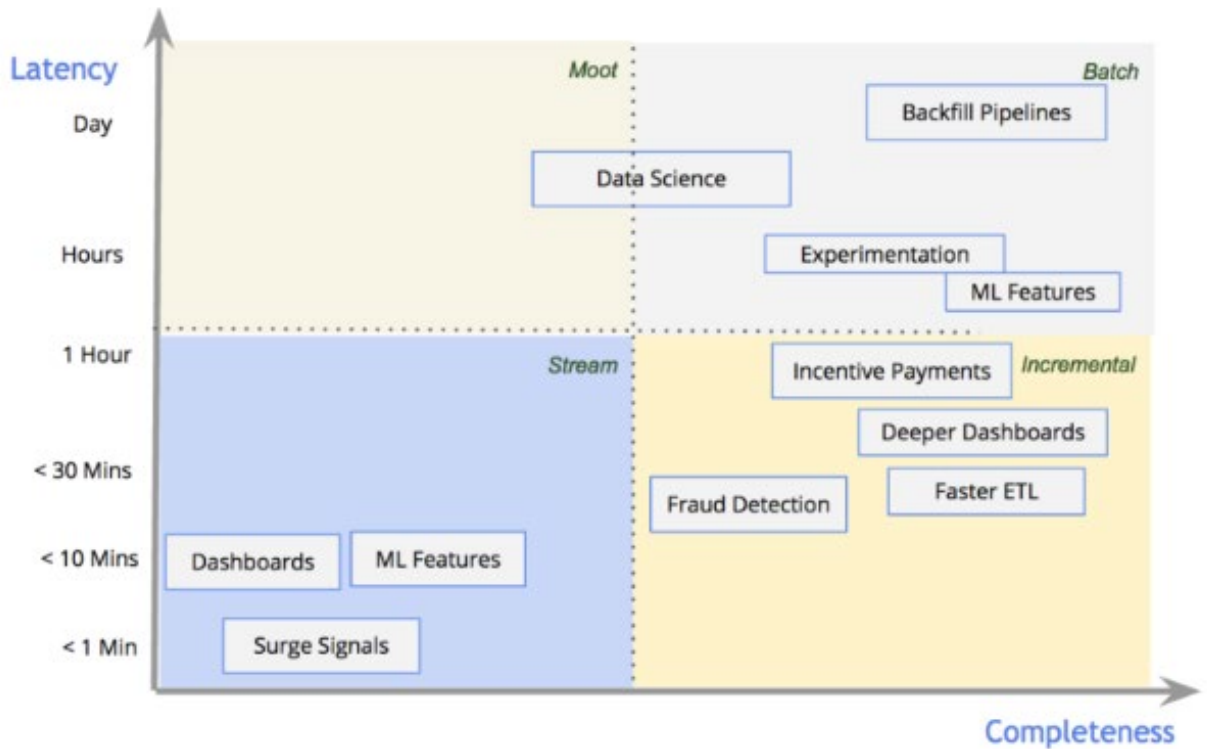 Latency
Moot
Batch
Day
Backfill Pipelines
Data Science
Hours
Experimentation
ML Features
1 Hour
Stream
Incentive Payments
Incremental
Deeper Dashboards
< 30 Mins
Fraud Detection
Faster ETL
< 10 Mins
Dashboards
ML Features
< 1 Min
Surge Signals
Completeness